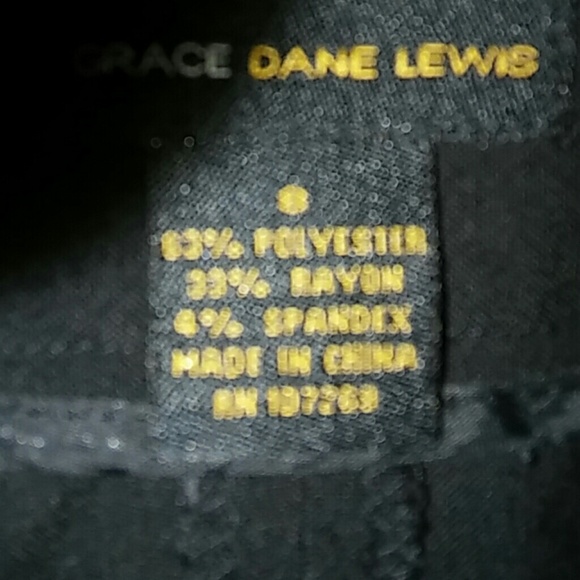 GRACE DANE LEWIS
63% POLYESTER
33% RAYON
4% SPANDEX
MADE IN CHINA
RN